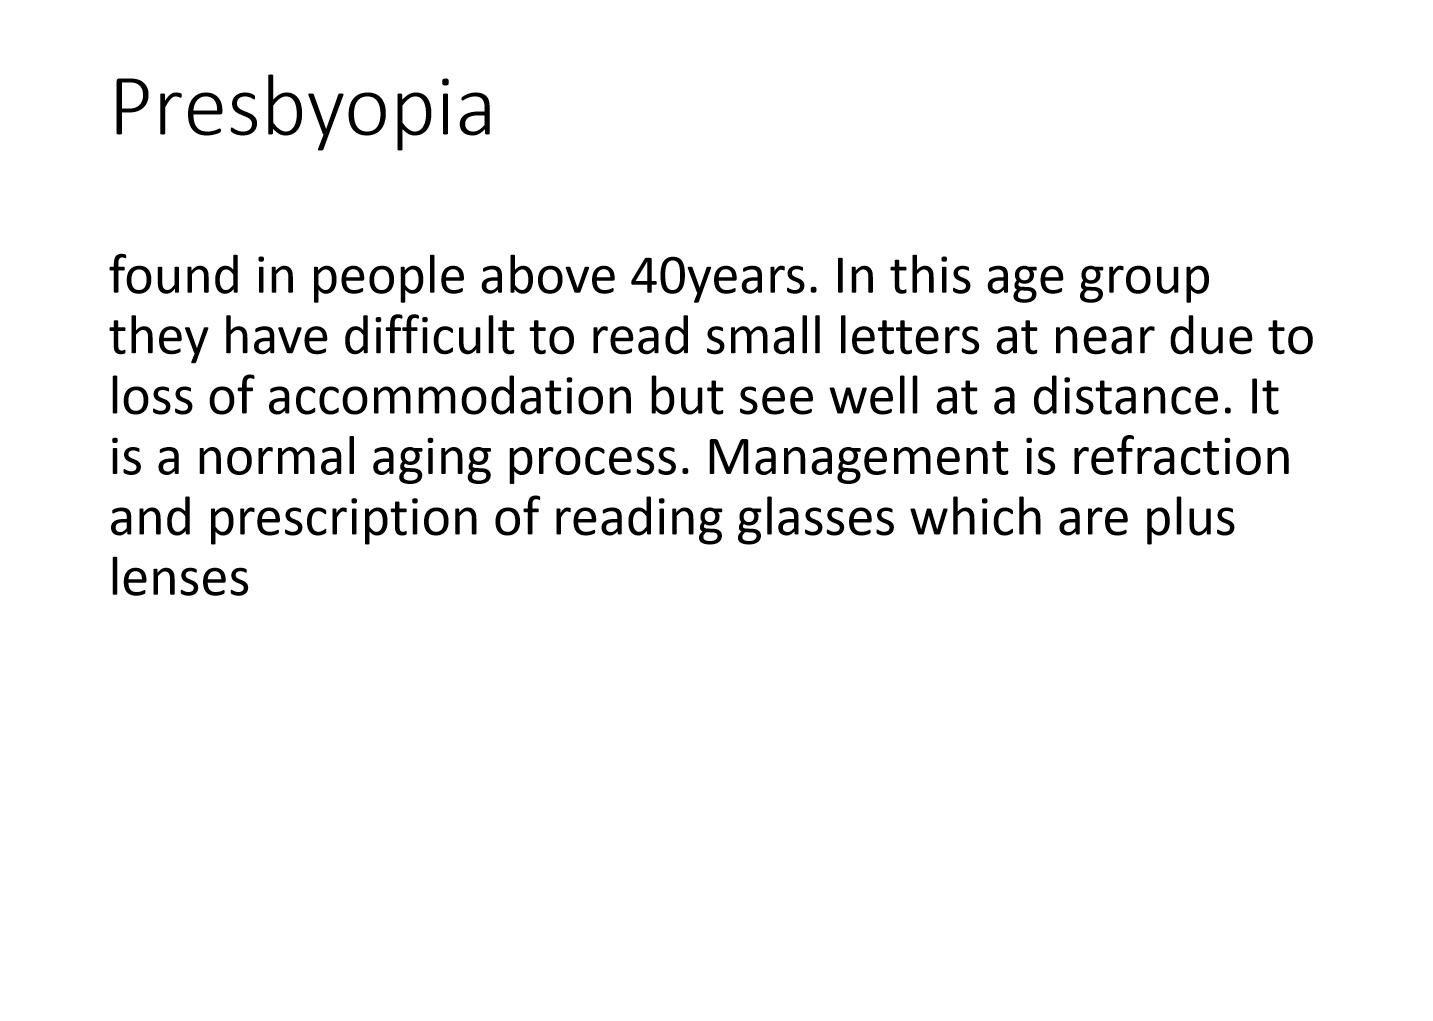 Presbyopia
found in people above 40years. In this age group
they have difficult to read small letters at near due to
loss of accommodation but see well at a distance. It
is a normal aging process. Management is refraction
and prescription of reading glasses which are plus
lenses